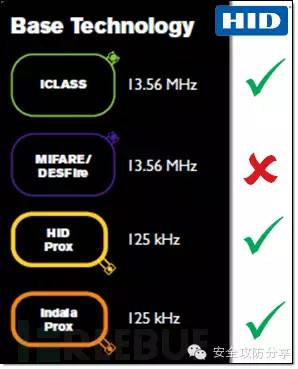 Base Technology
HID
ICLASS
13.56 MHz
MIFARE/
DESFire
13.56 MHz
HID
Prox
125 kHz
Indala
Prox
125 kHz
REEBUF
安全攻防分享